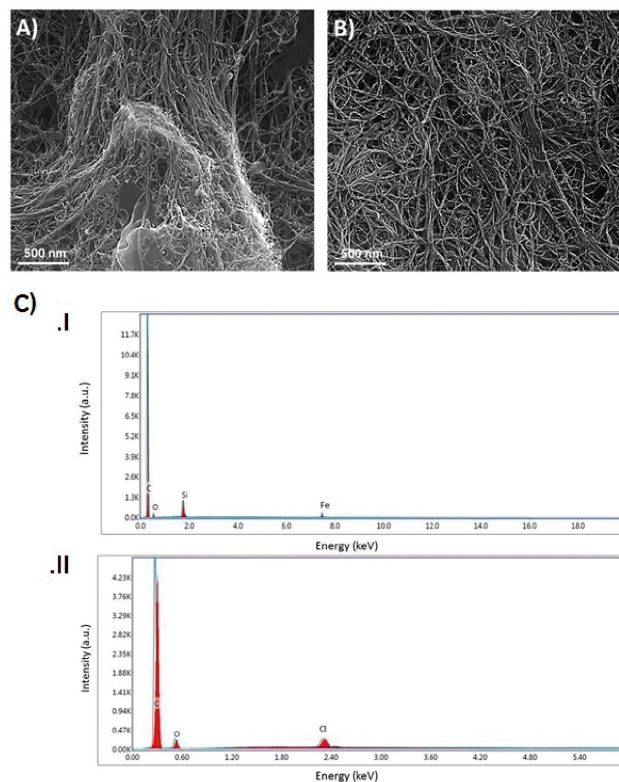 A)
B)
500 nm
500 nm
C)
.I
11.7K
10.4K
9.1K
7.8K
6.5K
5.2K
3.9K
2.6K
1.3K
0.0K
Intensity (a.u.)
C
O
Si
Fe
0.0 2.0 4.0 6.0 8.0 10.0 12.0 14.0 16.0 18.0
Energy (keV)
.II
4.23K
3.76K
3.29K
2.82K
2.35K
1.88K
1.41K
0.94K
0.47K
0.00K
Intensity (a.u.)
C
O
Cl
0.00 0.60 1.20 1.80 2.40 3.00 3.60 4.20 4.80 5.40
Energy (keV)